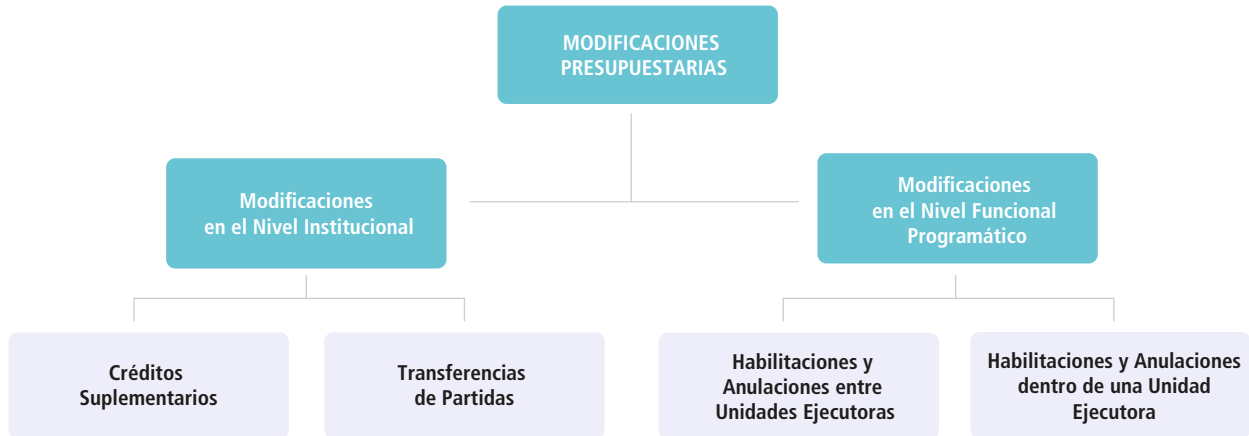 MODIFICACIONES
PRESUPUESTARIAS
Modificaciones
en el Nivel Institucional
Modificaciones
en el Nivel Funcional
Programático
Créditos
Suplementarios
Transferencias
de Partidas
Habilitaciones y
Anulaciones entre
Unidades Ejecutoras
Habilitaciones y Anulaciones
dentro de una Unidad
Ejecutora